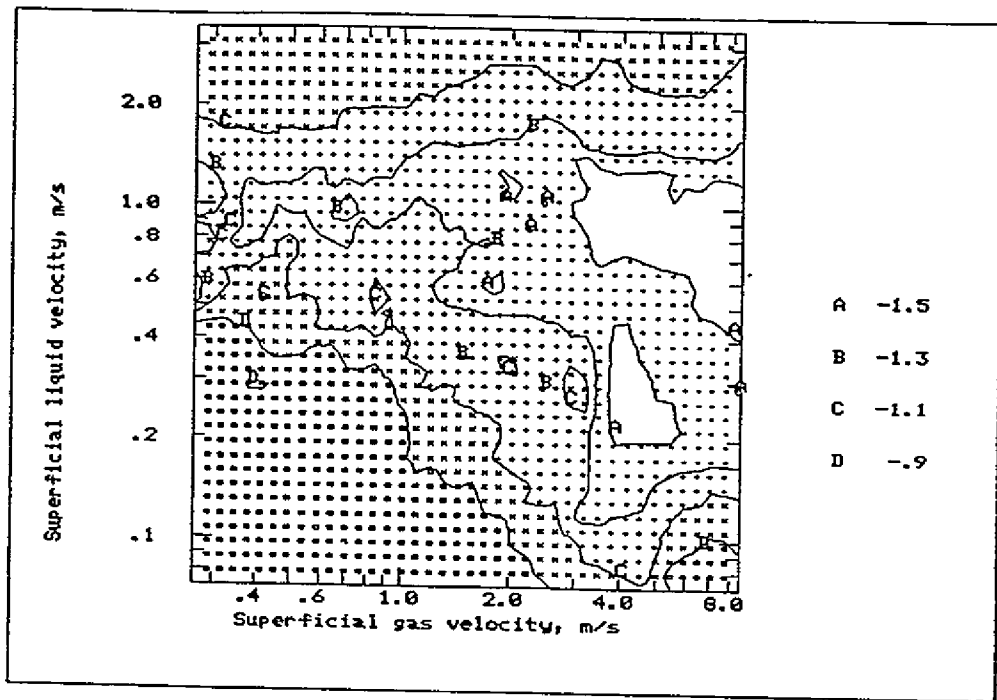 2.0
1.0
.8
.6
.4
.2
.1
Superficial liquid velocity, m/s
.4 .6 1.0 2.0 4.0 8.0
Superficial gas velocity, m/s
A -1.5
B -1.3
C -1.1
D -.9